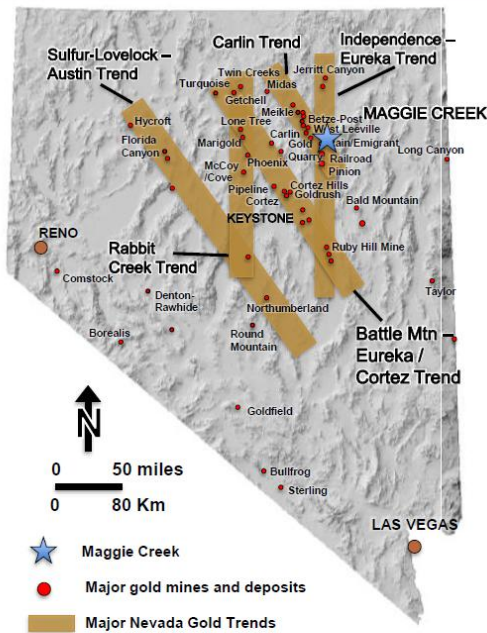 Sulfur-Lovelock –
Austin Trend
Carlin Trend
Independence –
Eureka Trend
Twin Creeks
Midas
Jerritt Canyon
Turquoise
Getchell
Meikle
MAGGIE CREEK
Betze-Post
Hycroft
Lone Tree
West Leeville
Carlin
Gold
Rain/Emigrant
Florida
Canyon
Marigold
Quarry
Railroad
Long Canyon
Phoenix
Pinion
McCoy
/Cove
Pipeline
Cortez Hills
Cortez
Goldrush
Bald Mountain
KEYSTONE
RENO
Rabbit
Creek Trend
Ruby Hill Mine
Comstock
Denton-
Rawhide
Northumberland
Taylor
Borealis
Round
Mountain
Battle Mtn –
Eureka /
Cortez Trend
N
Goldfield
0 50 miles
0 80 Km
Bullfrog
Sterling
LAS VEGAS
Maggie Creek
Major gold mines and deposits
Major Nevada Gold Trends